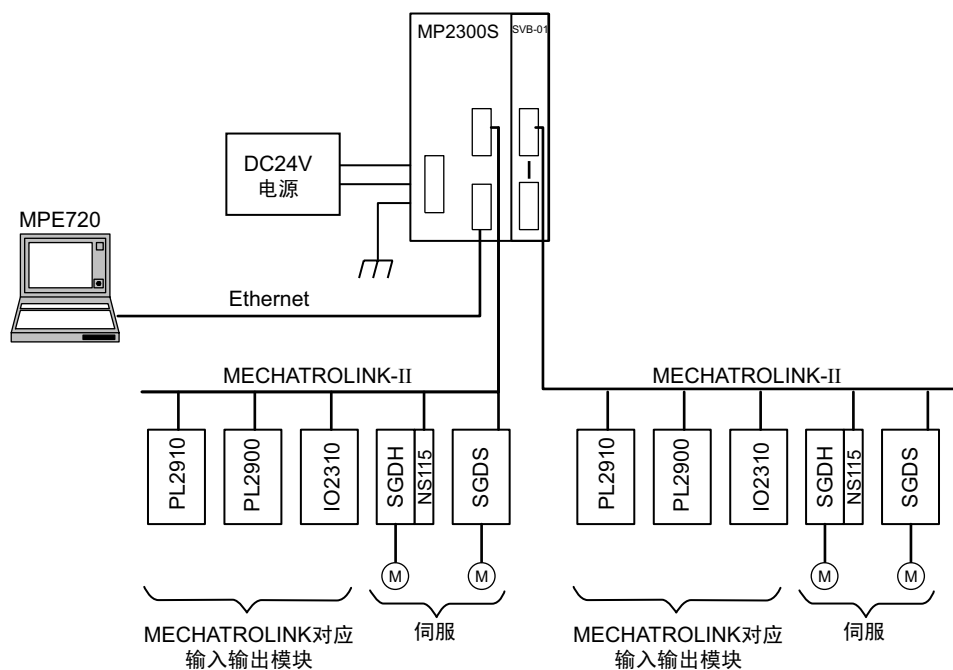 MP2300S
SVB-01
DC24V
电源
MPE720
Ethernet
MECHATROLINK-II
MECHATROLINK-II
PL2910
PL2900
IO2310
SGDH
NS115
SGDS
PL2910
PL2900
IO2310
SGDH
NS115
SGDS
M
M
M
M
MECHATROLINK对应
输入输出模块
伺服
MECHATROLINK对应
输入输出模块
伺服